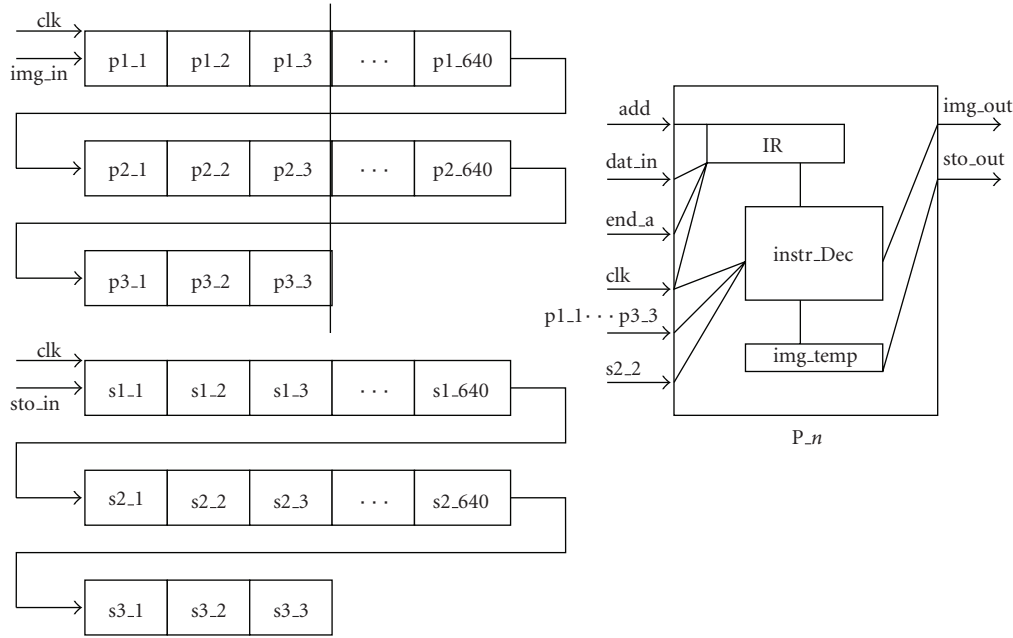 clk
img_in
p1_1 p1_2 p1_3 ··· p1_640
p2_1 p2_2 p2_3 ··· p2_640
p3_1 p3_2 p3_3
clk
sto_in
s1_1 s1_2 s1_3 ··· s1_640
s2_1 s2_2 s2_3 ··· s2_640
s3_1 s3_2 s3_3
add
dat_in
end_a
clk
p1_1···p3_3
s2_2
IR
instr_Dec
img_temp
img_out
sto_out
P_n